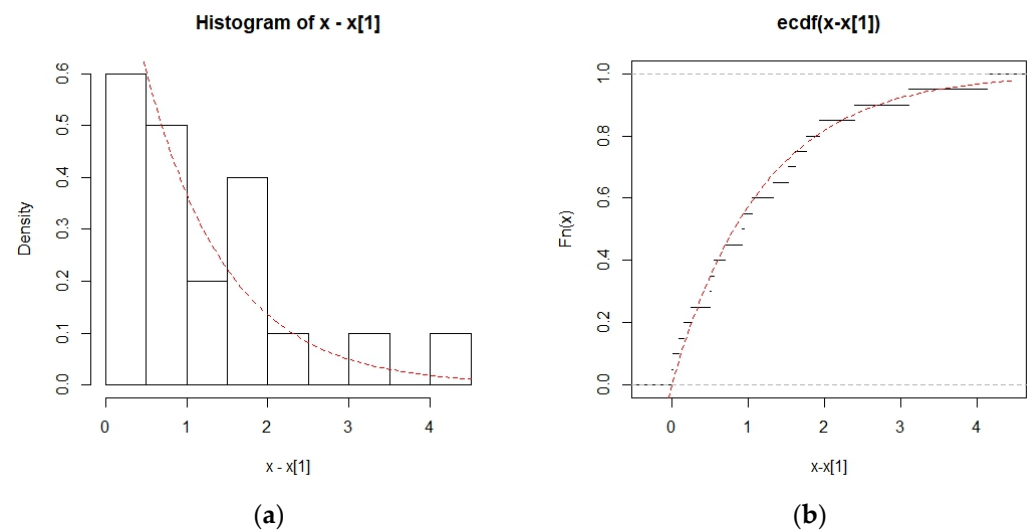 Histogram of x - x[1]
Density
0.0 0.1 0.2 0.3 0.4 0.5 0.6
0 1 2 3 4
x - x[1]
(a)
ecdf(x-x[1])
Fn(x)
0.0 0.2 0.4 0.6 0.8 1.0
0 1 2 3 4
x-x[1]
(b)